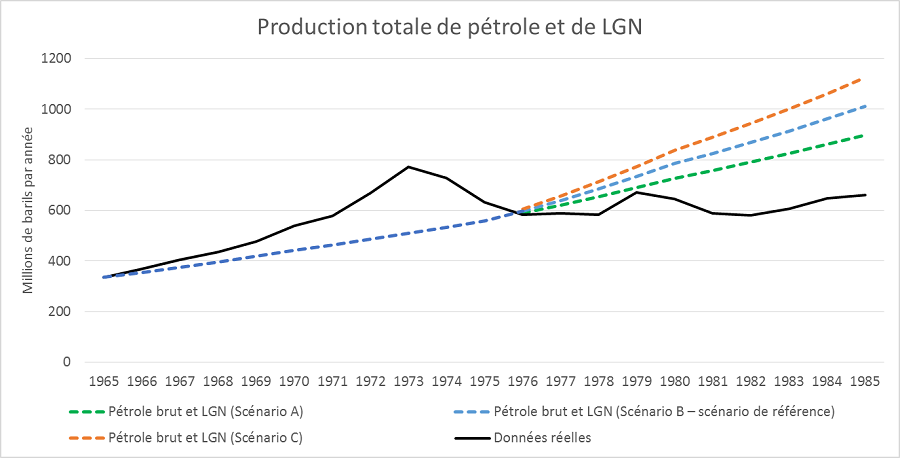 Production totale de pétrole et de LGN
1200
1000
800
600
400
200
0
Millions de barils par année
1965 1966 1967 1968 1969 1970 1971 1972 1973 1974 1975 1976 1977 1978 1979 1980 1981 1982 1983 1984 1985
Pétrole brut et LGN (Scénario A)
Pétrole brut et LGN (Scénario B – scénario de référence)
Pétrole brut et LGN (Scénario C)
Données réelles